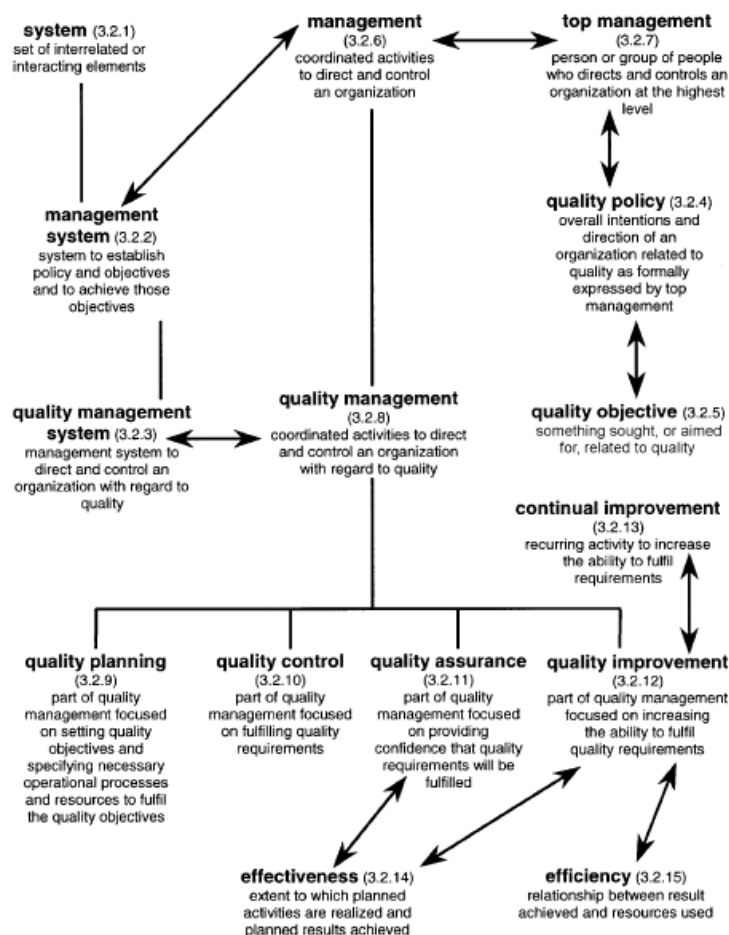 system (3.2.1)
set of interrelated or
interacting elements
management
(3.2.6)
coordinated activities
to direct and control
an organization
top management
(3.2.7)
person or group of people
who directs and controls an
organization at the highest
level
management
system (3.2.2)
system to establish
policy and objectives
and to achieve those
objectives
quality policy (3.2.4)
overall intentions and
direction of an
organization related to
quality as formally
expressed by top
management
quality management
system (3.2.3)
management system to
direct and control an
organization with regard to
quality
quality management
(3.2.8)
coordinated activities to direct
and control an organization
with regard to quality
quality objective (3.2.5)
something sought, or aimed
for, related to quality
continual improvement
(3.2.13)
recurring activity to increase
the ability to fulfil
requirements
quality planning
(3.2.9)
part of quality
management focused
on setting quality
objectives and
specifying necessary
operational processes
and resources to fulfil
the quality objectives
quality control
(3.2.10)
part of quality
management focused
on fulfilling quality
requirements
quality assurance
(3.2.11)
part of quality
management focused
on providing
confidence that quality
requirements will be
fulfilled
quality improvement
(3.2.12)
part of quality management
focused on increasing
the ability to fulfil
quality requirements
effectiveness (3.2.14)
extent to which planned
activities are realized and
planned results achieved
efficiency (3.2.15)
relationship between result
achieved and resources used